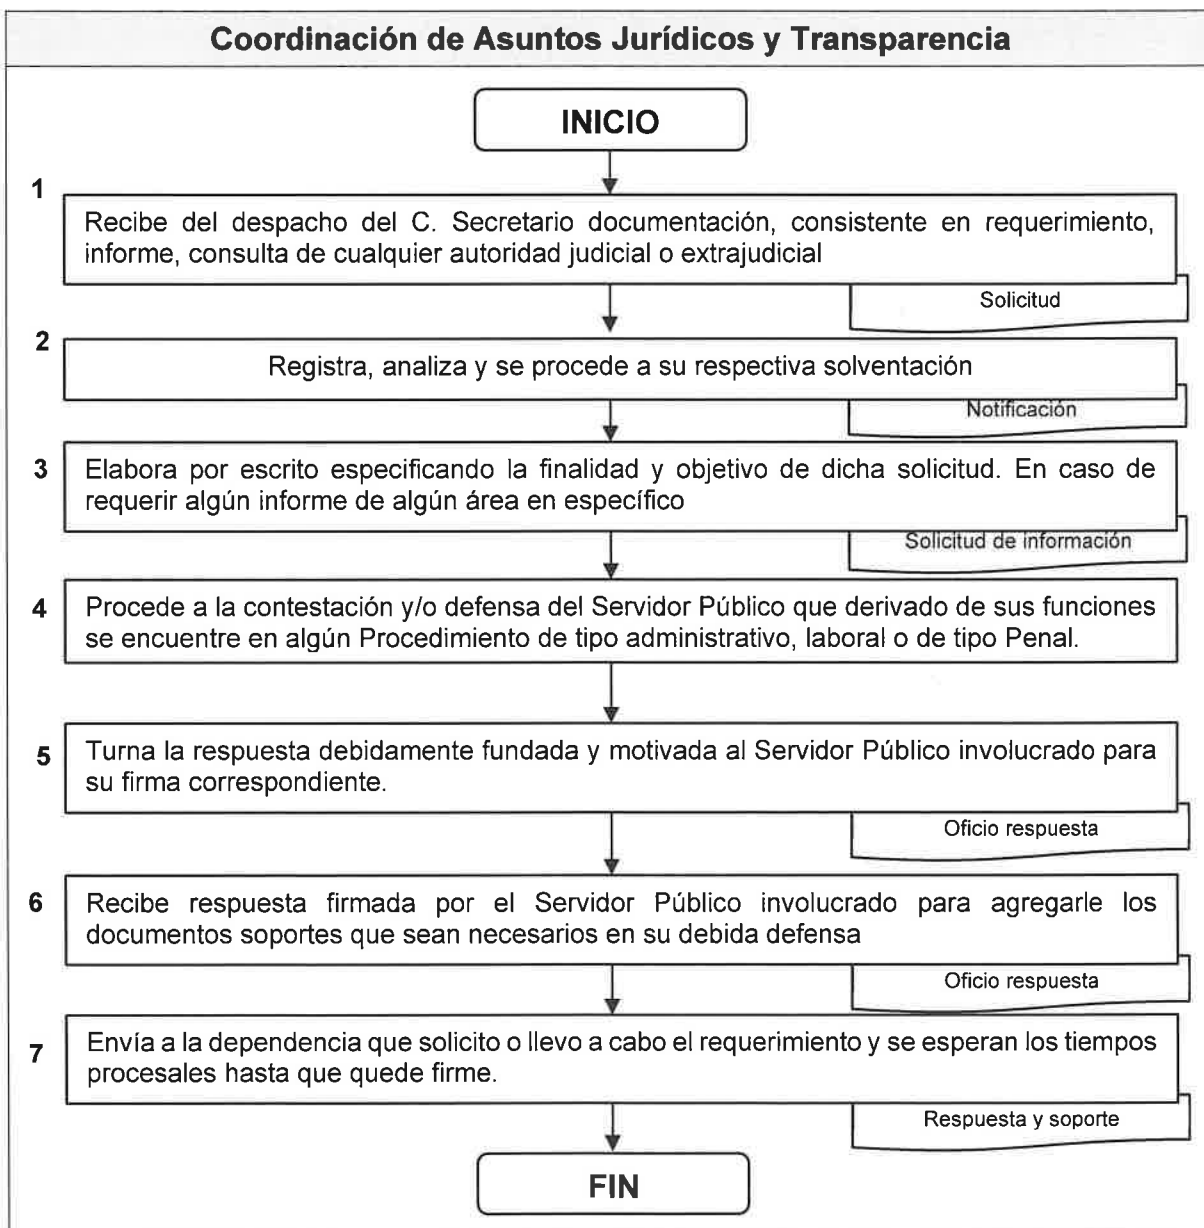 Coordinación de Asuntos Jurídicos y Transparencia
INICIO
1
Recibe del despacho del C. Secretario documentación, consistente en requerimiento,
informe, consulta de cualquier autoridad judicial o extrajudicial
Solicitud
2
Registra, analiza y se procede a su respectiva solventación
Notificación
3
Elabora por escrito especificando la finalidad y objetivo de dicha solicitud. En caso de
requerir algún informe de algún área en específico
Solicitud de información
4
Procede a la contestación y/o defensa del Servidor Público que derivado de sus funciones
se encuentre en algún Procedimiento de tipo administrativo, laboral o de tipo Penal.
5
Turna la respuesta debidamente fundada y motivada al Servidor Público involucrado para
su firma correspondiente.
Oficio respuesta
6
Recibe respuesta firmada por el Servidor Público involucrado para agregarle los
documentos soportes que sean necesarios en su debida defensa
Oficio respuesta
7
Envía a la dependencia que solicito o llevo a cabo el requerimiento y se esperan los tiempos
procesales hasta que quede firme.
Respuesta y soporte
FIN